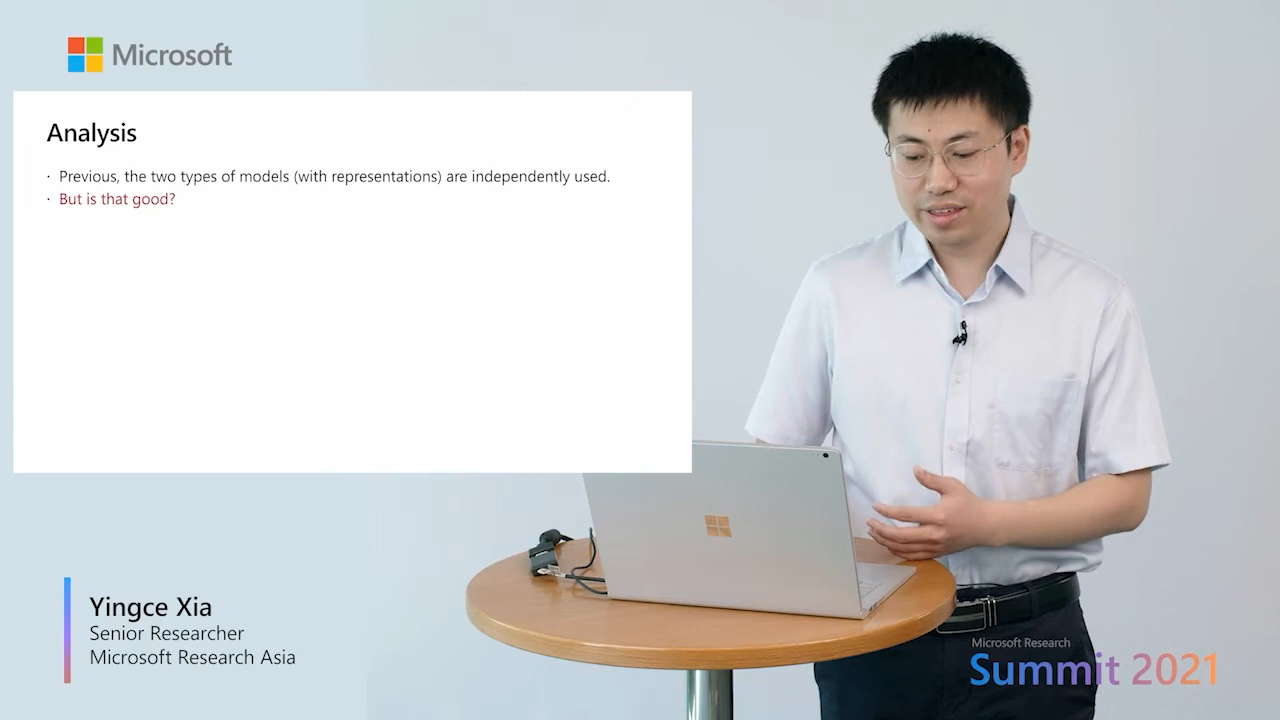 Microsoft
Analysis
· Previous, the two types of models (with representations) are independently used.
· But is that good?
Yingce Xia
Senior Researcher
Microsoft Research Asia
Microsoft Research
Summit 2021